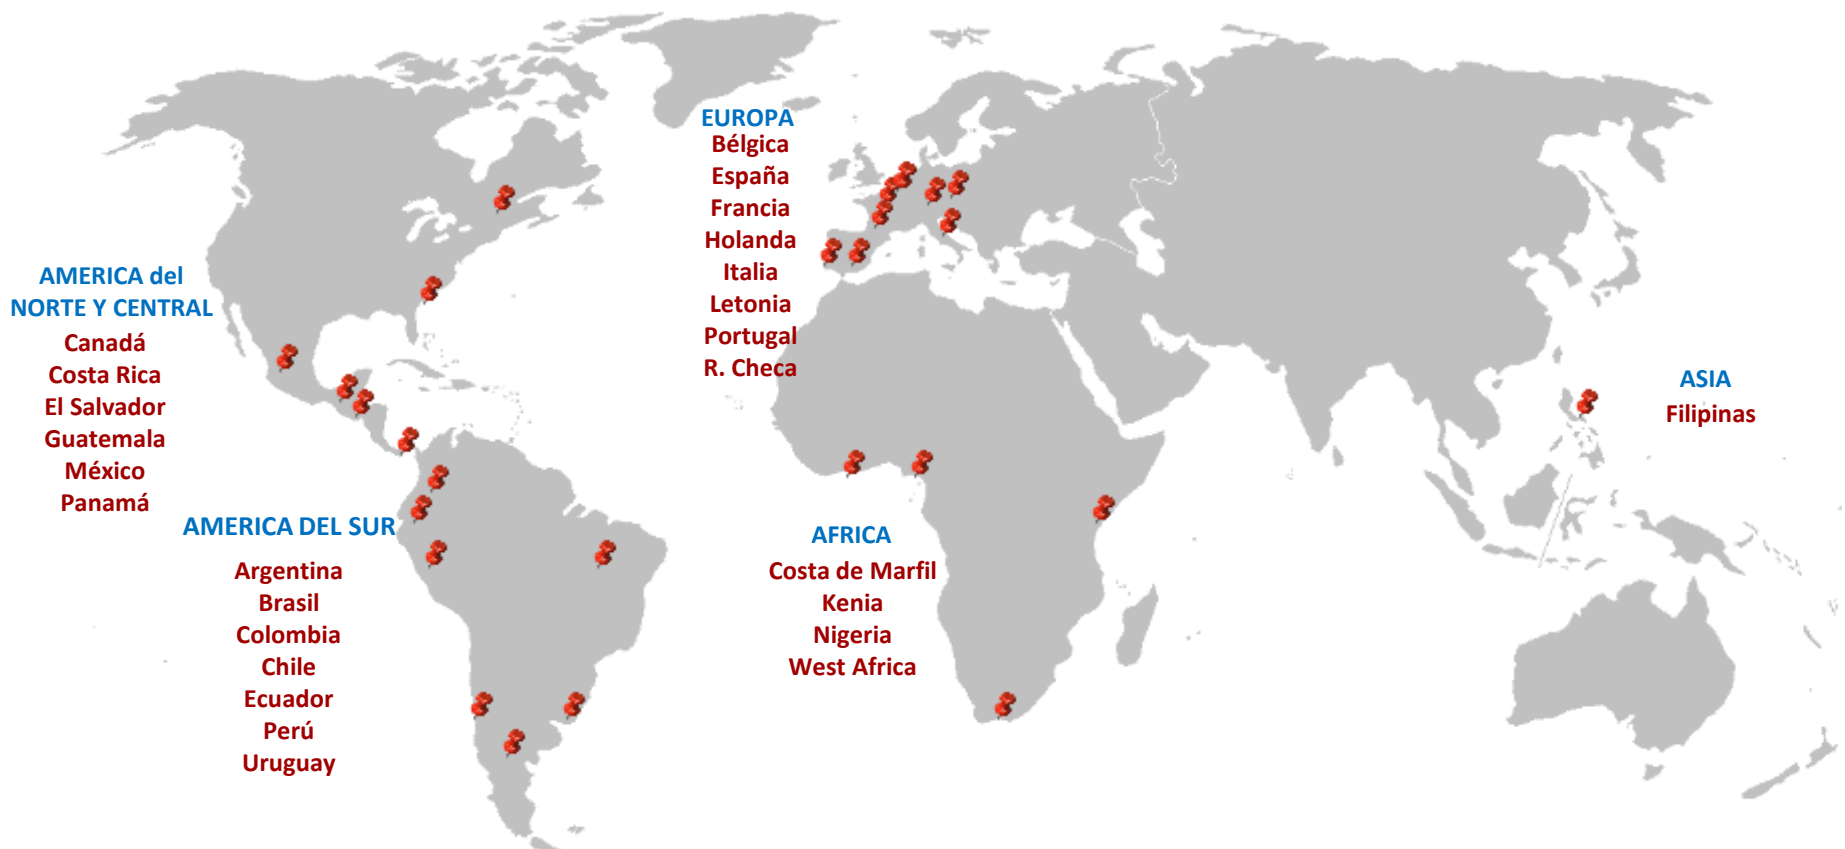 AMERICA del
NORTE Y CENTRAL
Canadá
Costa Rica
El Salvador
Guatemala
México
Panamá
AMERICA DEL SUR
Argentina
Brasil
Colombia
Chile
Ecuador
Perú
Uruguay
EUROPA
Bélgica
España
Francia
Holanda
Italia
Letonia
Portugal
R. Checa
AFRICA
Costa de Marfil
Kenia
Nigeria
West Africa
ASIA
Filipinas